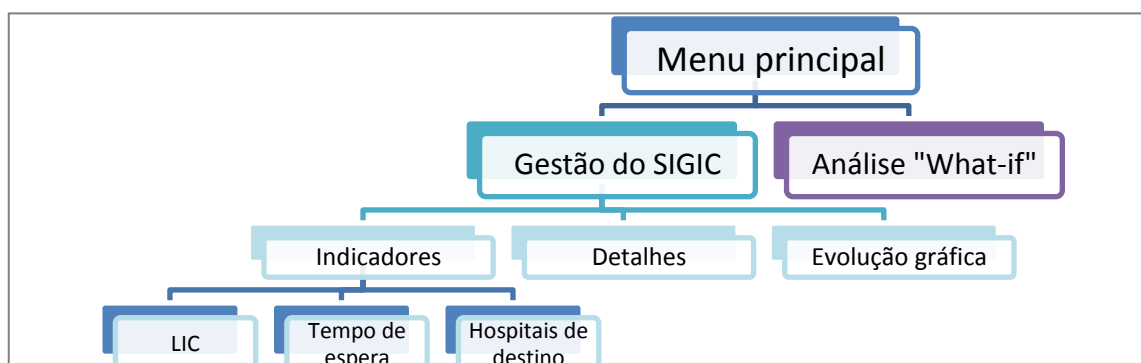 Menu principal
Gestão do SIGIC
Análise "What-if"
Indicadores
Detalhes
Evolução gráfica
LIC
Tempo de
espera
Hospitais de
destino